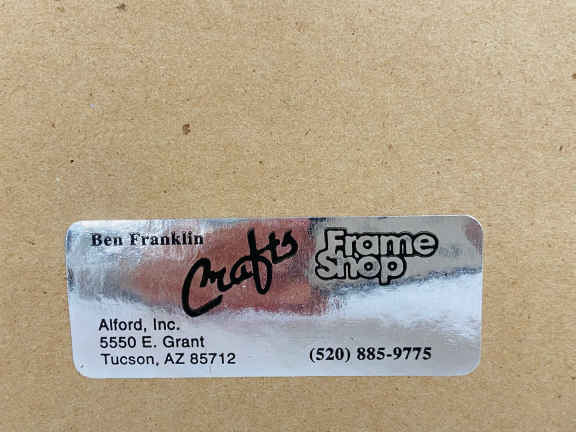 Ben Franklin
Crafts
Frame
Shop
Alford, Inc.
5550 E. Grant
Tucson, AZ 85712
(520) 885-9775